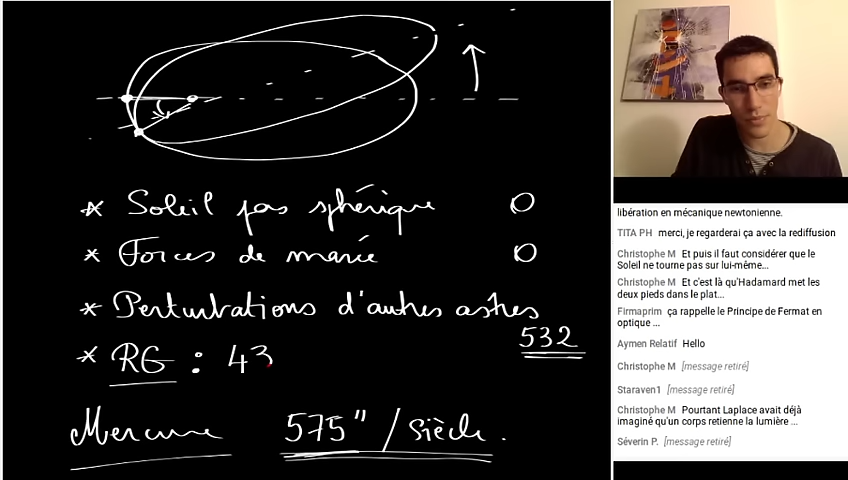 * Soleil pas sphérique 0
* Forces de marée 0
* Perturbations d'autres astres
532
* RG : 43
Mercure 575" / siècle.
libération en mécanique newtonienne.
TITA PH merci, je regarderai ça avec la rediffusion
Christophe M Et puis il faut considérer que le
Soleil ne tourne pas sur lui-même...
Christophe M Et c'est là qu'Hadamard met les
deux pieds dans le plat...
Firmaprim ça rappelle le Principe de Fermat en
optique ...
Aymen Relatif Hello
Christophe M [message retiré]
Staraven1 [message retiré]
Christophe M Pourtant Laplace avait déjà
imaginé qu'un corps retienne la lumière ...
Séverin P. [message retiré]